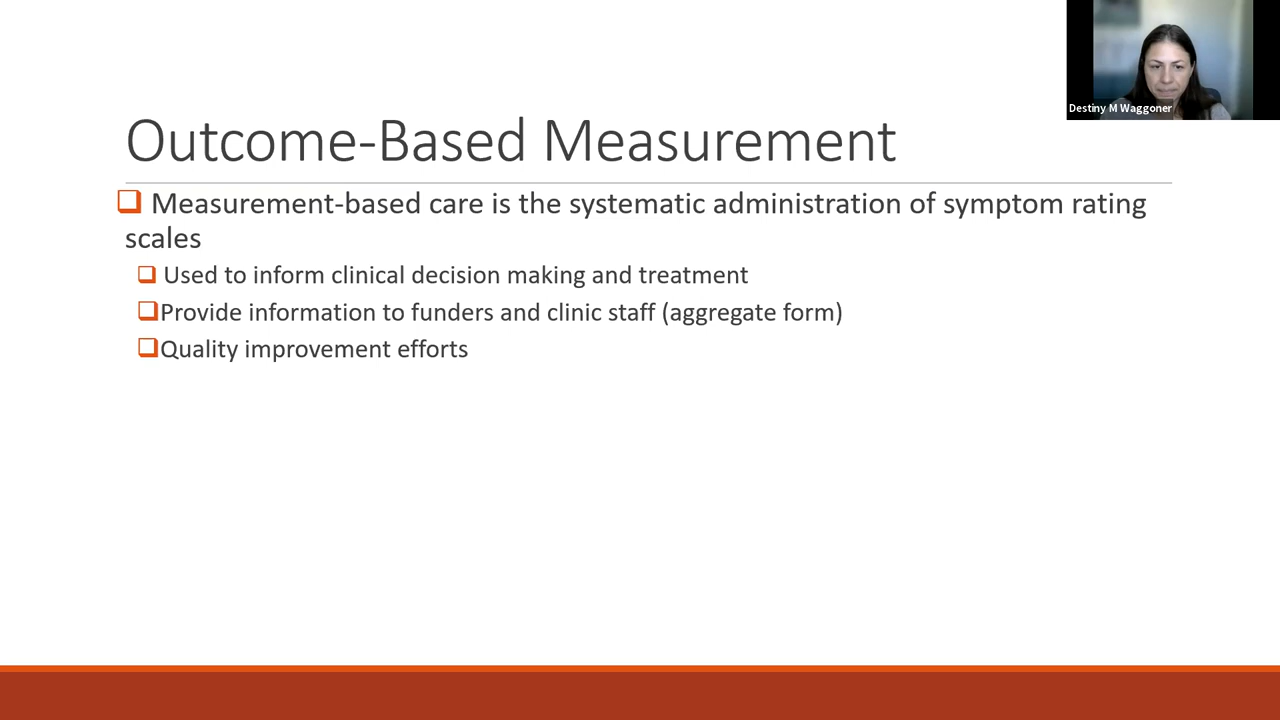 Destiny M Waggoner
Outcome-Based Measurement
Measurement-based care is the systematic administration of symptom rating
scales
Used to inform clinical decision making and treatment
Provide information to funders and clinic staff (aggregate form)
Quality improvement efforts